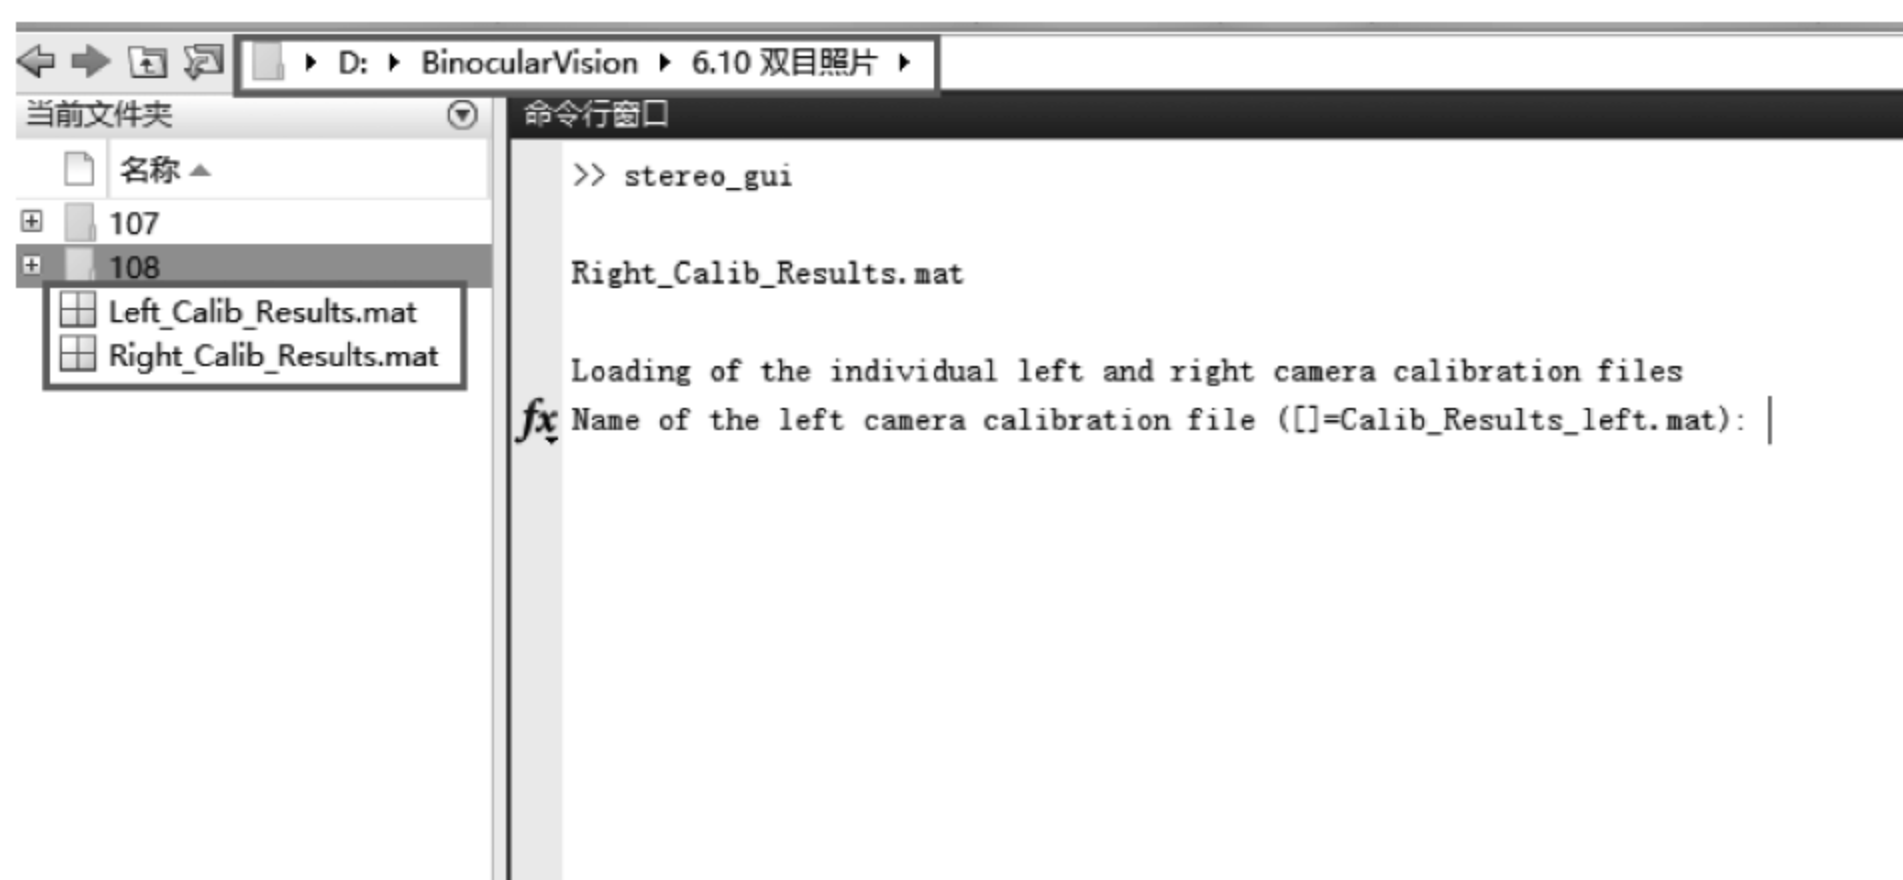 D: BinocularVision 6.10 双目照片
当前文件夹
名称
107
108
Left_Calib_Results.mat
Right_Calib_Results.mat
命令行窗口
>> stereo_gui
Right_Calib_Results.mat
Loading of the individual left and right camera calibration files
fx Name of the left camera calibration file ([]=Calib_Results_left.mat):